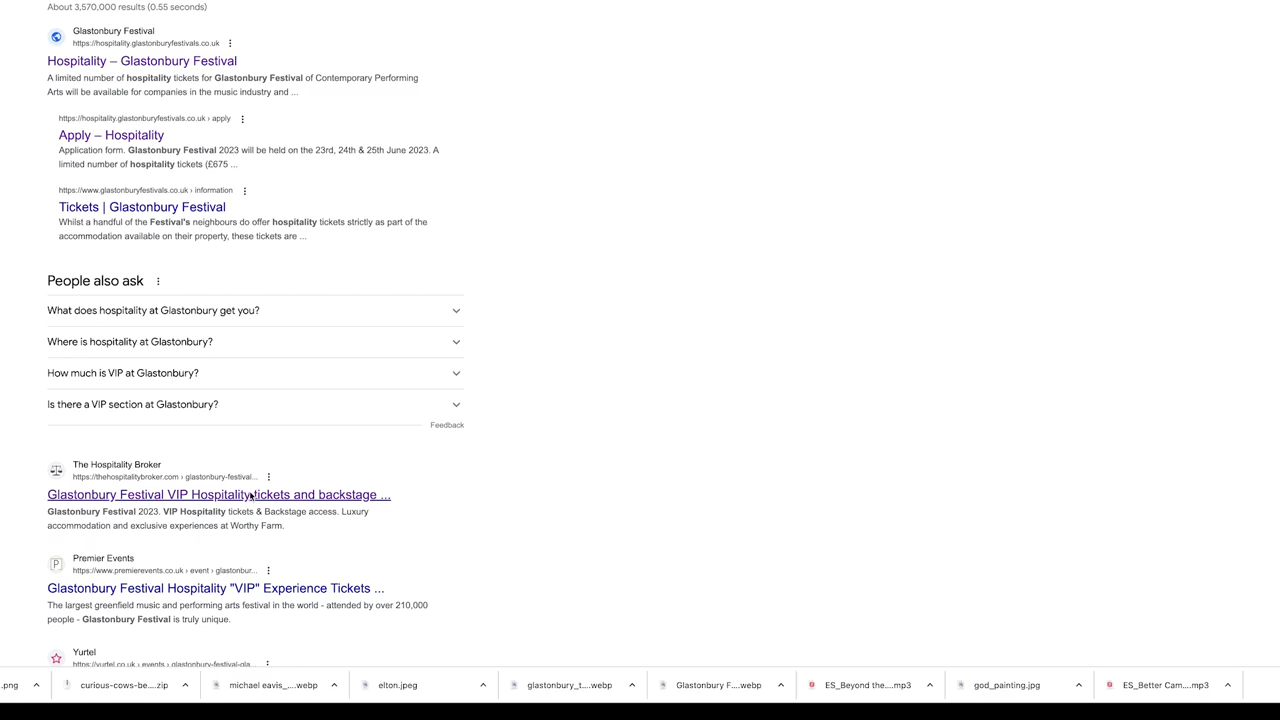 About 3,570,000 results (0.55 seconds)
Glastonbury Festival
https://hospitality.glastonburyfestivals.co.uk
Hospitality – Glastonbury Festival
A limited number of hospitality tickets for Glastonbury Festival of Contemporary Performing
Arts will be available for companies in the music industry and ...
https://hospitality.glastonburyfestivals.co.uk › apply
Apply – Hospitality
Application form. Glastonbury Festival 2023 will be held on the 23rd, 24th & 25th June 2023. A
limited number of hospitality tickets (£675 ...
https://www.glastonburyfestivals.co.uk › information
Tickets | Glastonbury Festival
Whilst a handful of the Festival's neighbours do offer hospitality tickets strictly as part of the
accommodation available on their property, these tickets are ...
People also ask
What does hospitality at Glastonbury get you?
Where is hospitality at Glastonbury?
How much is VIP at Glastonbury?
Is there a VIP section at Glastonbury?
Feedback
The Hospitality Broker
https://thehospitalitybroker.com › glastonbury-festival...
Glastonbury Festival VIP Hospitality tickets and backstage ...
Glastonbury Festival 2023. VIP Hospitality tickets & Backstage access. Luxury
accommodation and exclusive experiences at Worthy Farm.
P
Premier Events
https://www.premierevents.co.uk › event › glastonbur...
Glastonbury Festival Hospitality "VIP" Experience Tickets ...
The largest greenfield music and performing arts festival in the world - attended by over 210,000
people - Glastonbury Festival is truly unique.
Yurtel
https://yurtel.co.uk › events › glastonbury-festival-gla...
.png
curious-cows-be....zip
michael eavis_....webp
elton.jpeg
glastonbury_t....webp
Glastonbury F....webp
ES_Beyond the....mp3
god_painting.jpg
ES_Better Cam....mp3